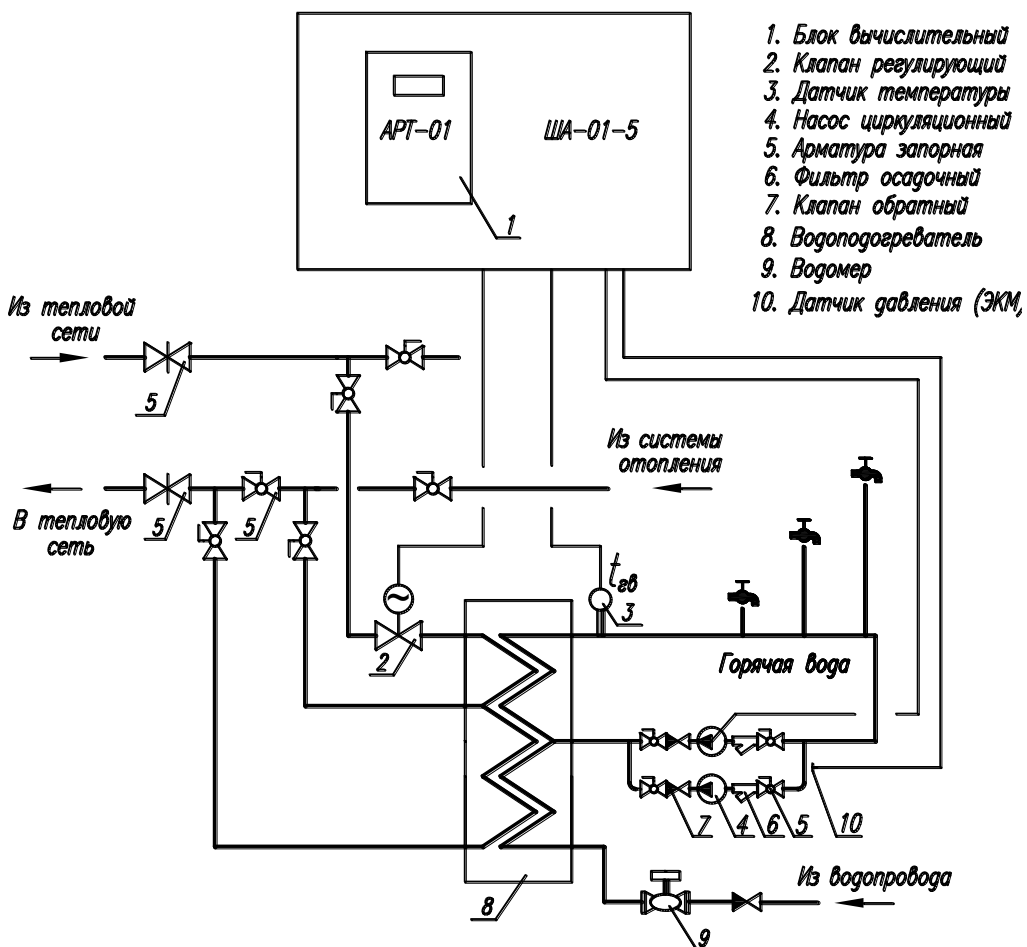 1. Блок вычислительный
2. Клапан регулирующий
3. Датчик температуры
4. Насос циркуляционный
5. Арматура запорная
6. Фильтр осадочный
7. Клапан обратный
8. Водоподогреватель
9. Водомер
10. Датчик давления (ЭКМ)
АРТ-01
ША-01-5
1
Из тепловой
сети
5
Из системы
отопления
В тепловую
сеть
5
5
tгв
3
2
Горячая вода
7
4
6
5
10
Из водопровода
8
9